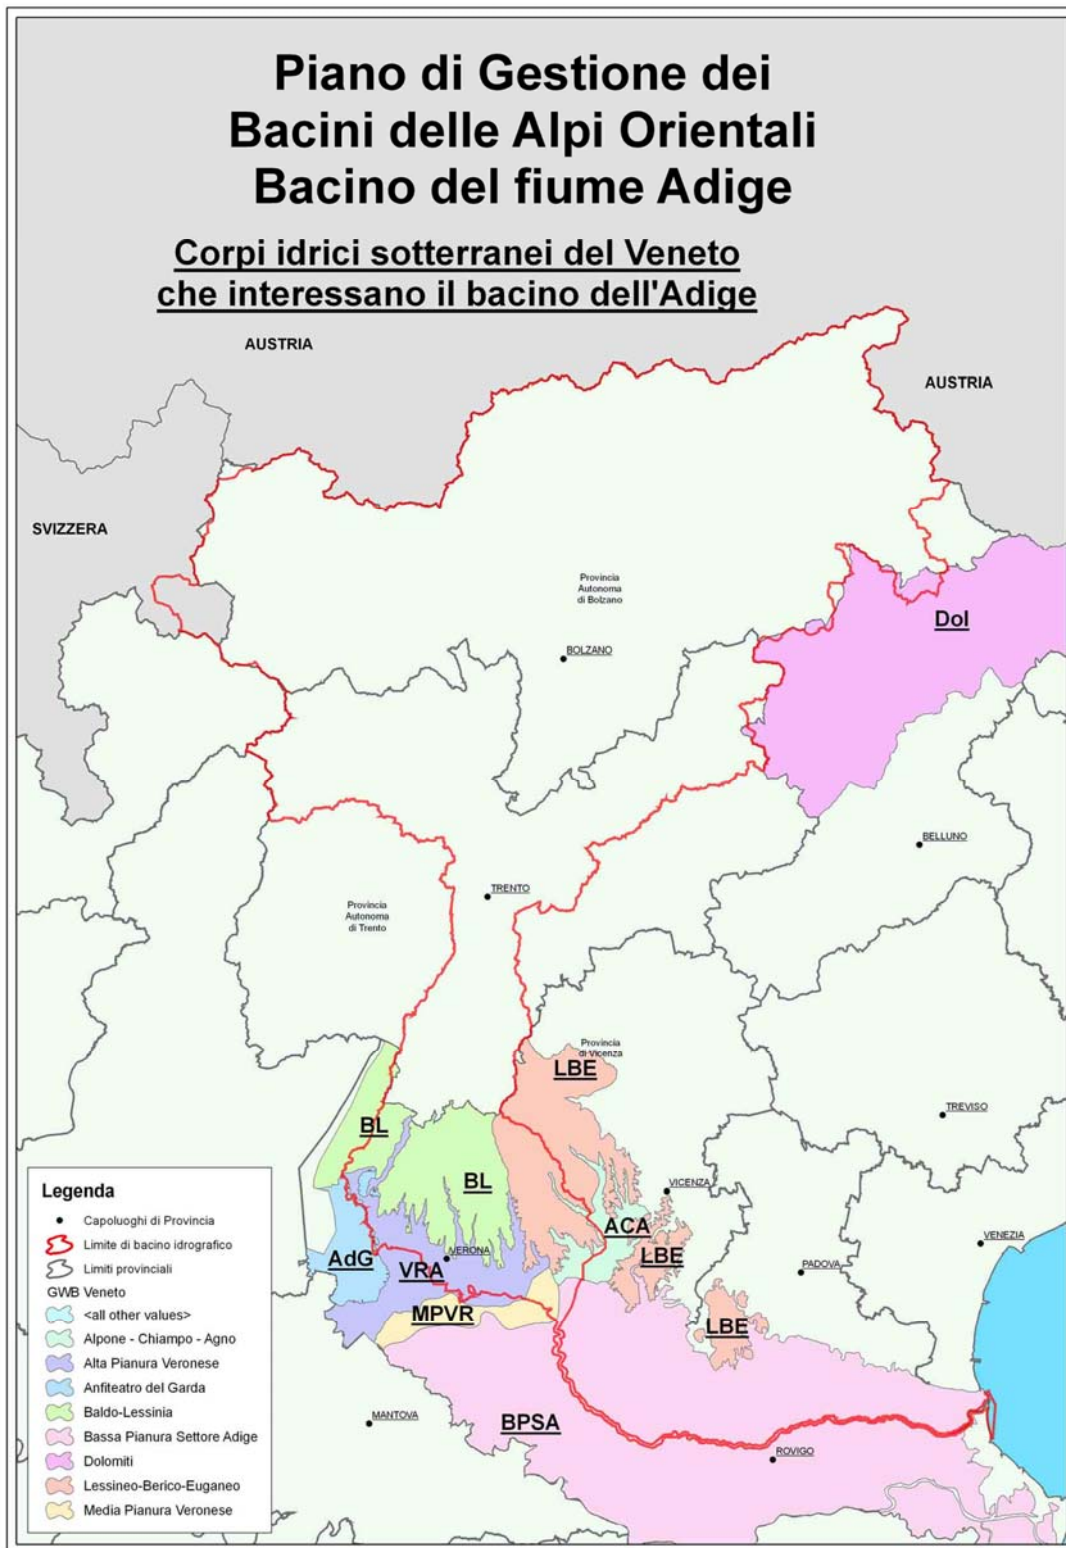 Piano di Gestione dei
Bacini delle Alpi Orientali
Bacino del fiume Adige
Corpi idrici sotterranei del Veneto
che interessano il bacino dell'Adige
AUSTRIA
AUSTRIA
SVIZZERA
Provincia
Autonoma
di Bolzano
Dol
BOLZANO
BELLUNO
TRENTO
Provincia
Autonoma
di Trento
Provincia
di Vicenza
LBE
TREVISO
BL
BL
VICENZA
ACA
VENEZIA
LBE
VERONA
AdG
VRA
PADOVA
MPVR
LBE
MANTOVA
BPSA
ROVIGO
Legenda
Capoluoghi di Provincia
Limite di bacino idrografico
Limiti provinciali
GWB Veneto
<all other values>
Alpone - Chiampo - Agno
Alta Pianura Veronese
Anfiteatro del Garda
Baldo-Lessinia
Bassa Pianura Settore Adige
Dolomiti
Lessineo-Berico-Euganeo
Media Pianura Veronese